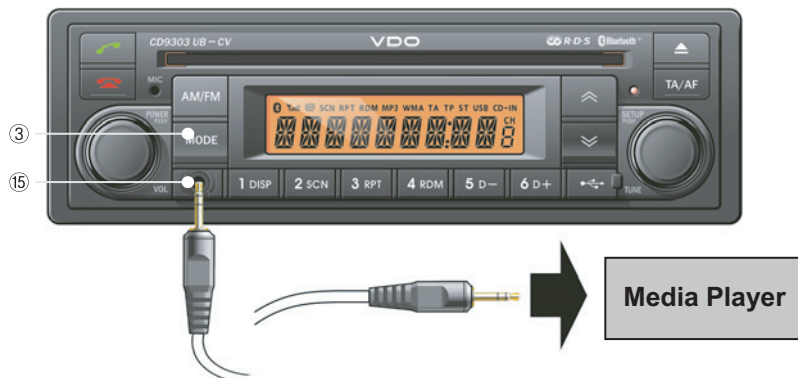 CD9303 UB-CV VDO R·D·S Bluetooth
MIC TA/AF
AM/FM SCN RPT RDM MP3 WMA TA TP ST USB CD-IN
POWER PUSH SETUP PUSH
CH
③ MODE
⑮ VOL 1 DISP 2 SCN 3 RPT 4 RDM 5 D- 6 D+ TUNE
Media Player